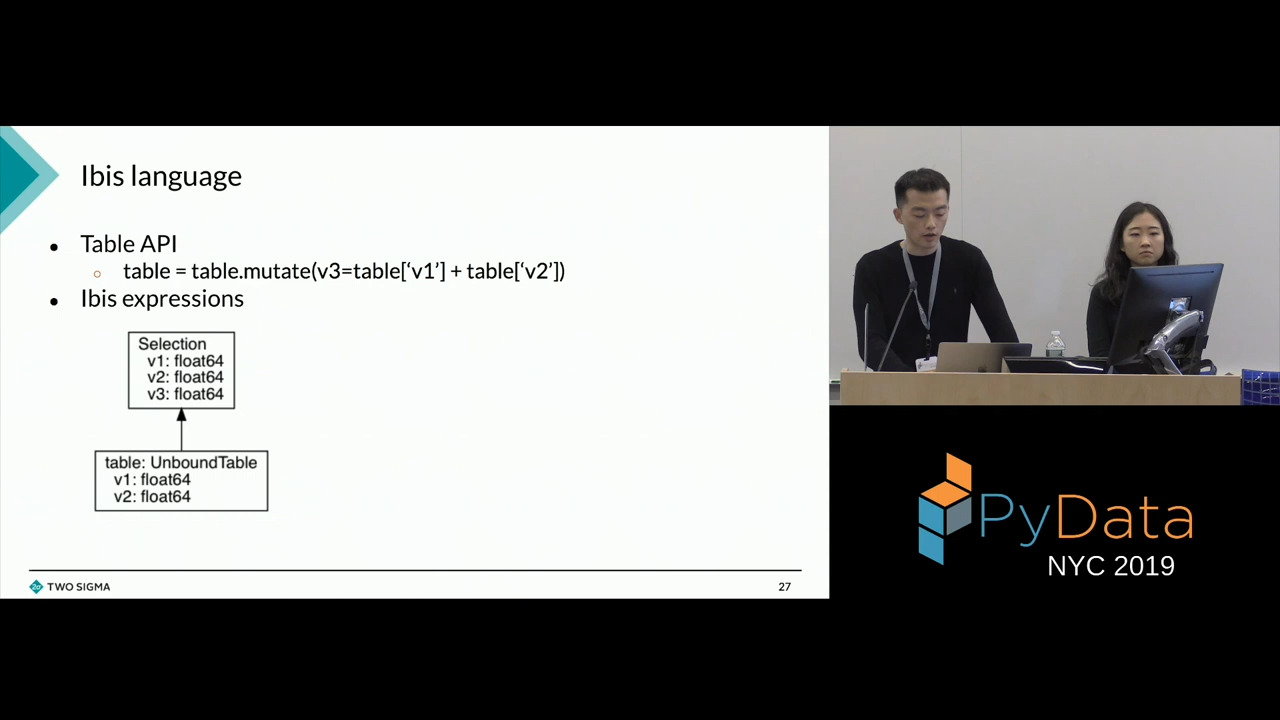 Ibis language
● Table API
○ table = table.mutate(v3=table[‘v1’] + table[‘v2’])
● Ibis expressions
Selection
v1: float64
v2: float64
v3: float64
table: UnboundTable
v1: float64
v2: float64
TWO SIGMA
27
PyData
NYC 2019